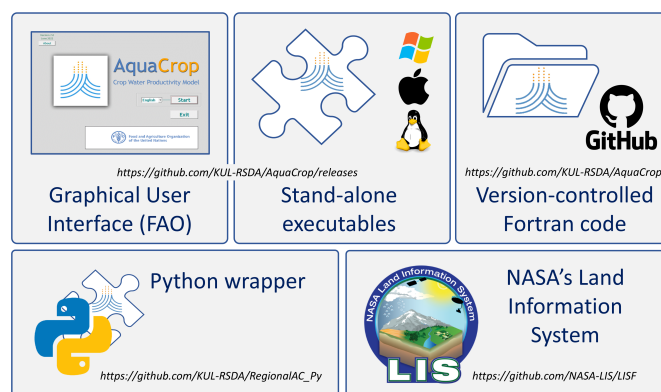 AquaCrop
Crop Water Productivity Model
English
Start
Exit
Food and Agriculture Organization
of the United Nations
https://github.com/KUL-RSDA/AquaCrop/releases
Graphical User
Interface (FAO)
Stand-alone
executables
GitHub
https://github.com/KUL-RSDA/AquaCrop
Version-controlled
Fortran code
Python wrapper
https://github.com/KUL-RSDA/RegionalAC_Py
NASA Land Information System
LIS
NASA's Land
Information
System
https://github.com/NASA-LIS/LISF